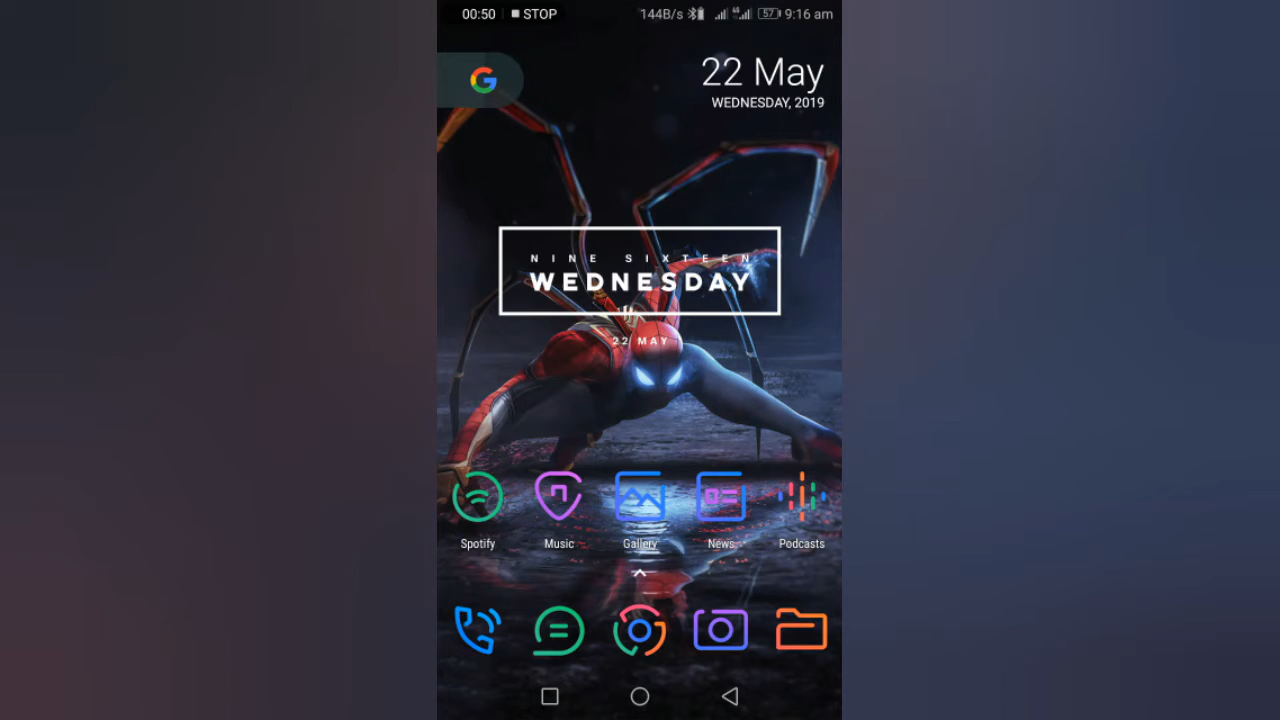 00:50 STOP 144B/s 46 57 9:16 am
22 May
WEDNESDAY, 2019
NINE SIXTEEN
WEDNESDAY
22 MAY
Spotify Music Gallery News Podcasts